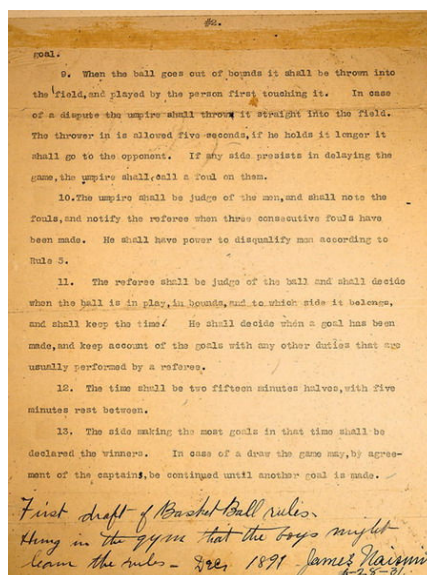 #2.
goal.
9. When the ball goes out of bounds it shall be thrown into
the field,and played by the person first touching it. In case
of a dispute the umpire shall throw it straight into the field.
The thrower in is allowed five seconds,if he holds it longer it
shall go to the opponent. If any side presists in delaying the
game,the umpire shall,call a foul on them.
10.The umpire shall be judge of the men,and shall note the
fouls,and notify the referee when three consecutive fouls have
been made. He shall have power to disqualify men according to
Rule 5.
11. The referee shall be judge of the ball and shall decide
when the ball is in play,in bounds,and to which side it belongs,
and shall keep the time. He shall decide when a goal has been
made,and keep account of the goals with any other duties that are
usually performed by a referee.
12. The time shall be two fifteen minutes halves,with five
minutes rest between.
13. The side making the most goals in that time shall be
declared the winners. In case of a draw the game may,by agree-
ment of the captains,be continued until another goal is made.
First draft of Basket Ball rules.
Hung in the gym that the boys might
learn the rules - Dec 1891 James Naismi
6-28-31